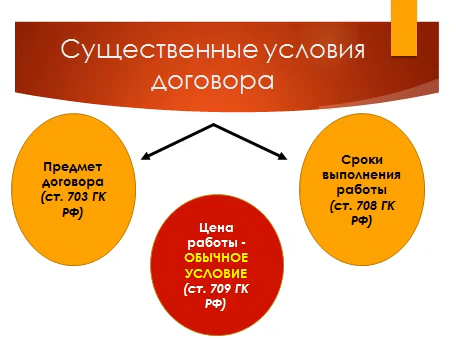 Существенные условия
договора
Предмет
договора
(ст. 703 ГК
РФ)
Цена
работы -
ОБЫЧНОЕ
УСЛОВИЕ
(ст. 709 ГК
РФ)
Сроки
выполнения
работы
(ст. 708 ГК
РФ)